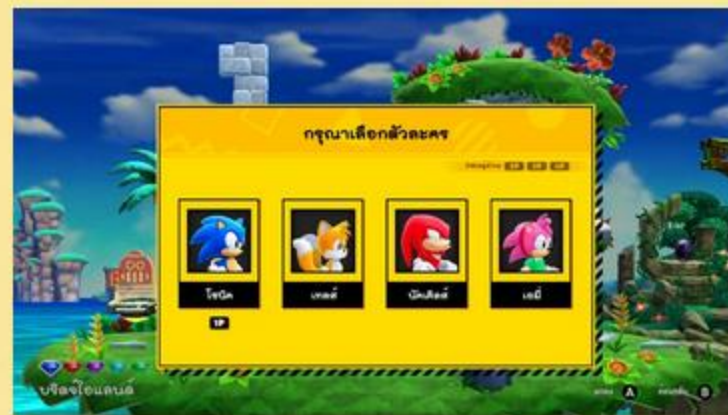 กรุณาเลือกตัวละคร
1P
โซนิค
เทลส์
นัคเคิลส์
เอมี่
1P
บริดจ์ไอแลนด์
A
B